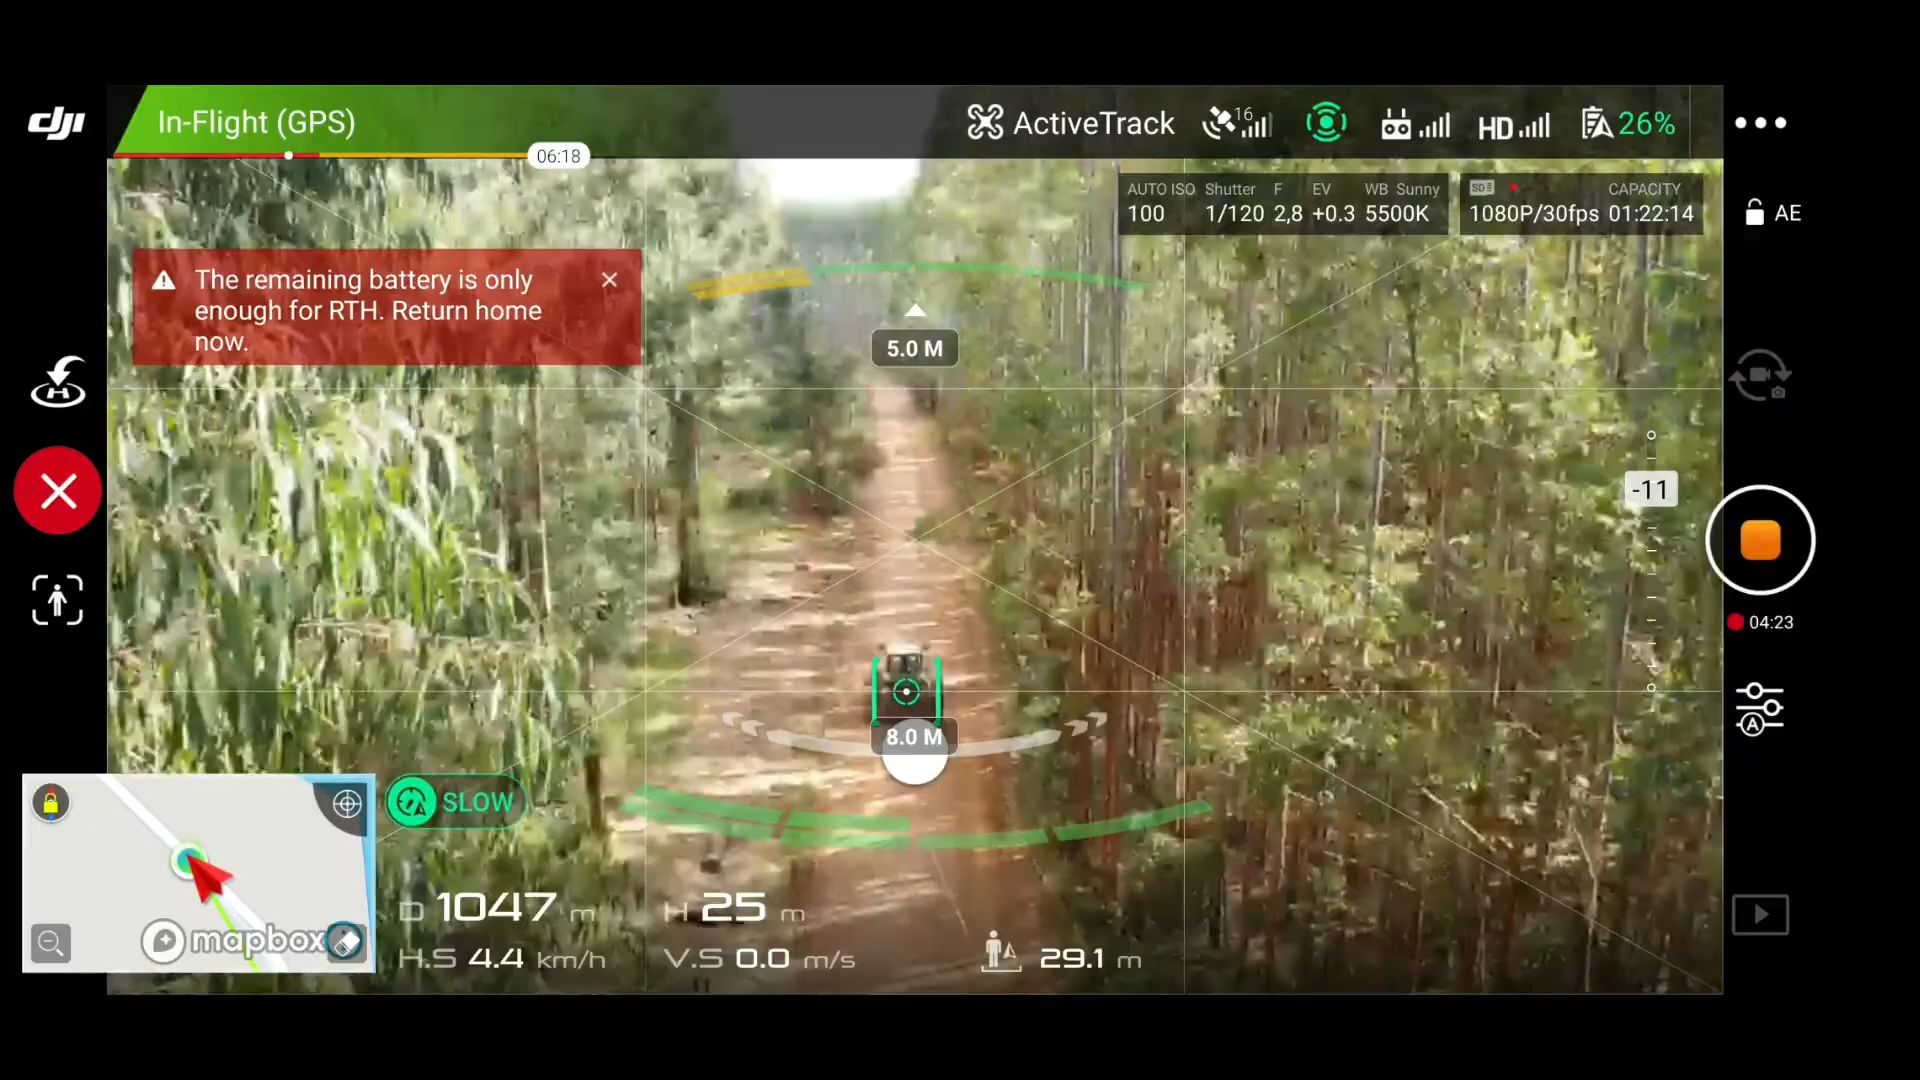 dji
In-Flight (GPS)
ActiveTrack
16
HD
26%
06:18
AUTO ISO Shutter F EV WB Sunny
100 1/120 2,8 +0.3 5500K
SD CAPACITY
1080P/30fps 01:22:14
AE
The remaining battery is only
enough for RTH. Return home
now.
5.0 M
H
-11
04:23
A
8.0 M
SLOW
mapbox
D 1047 m H 25 m
H.S 4.4 km/h V.S 0.0 m/s 29.1 m